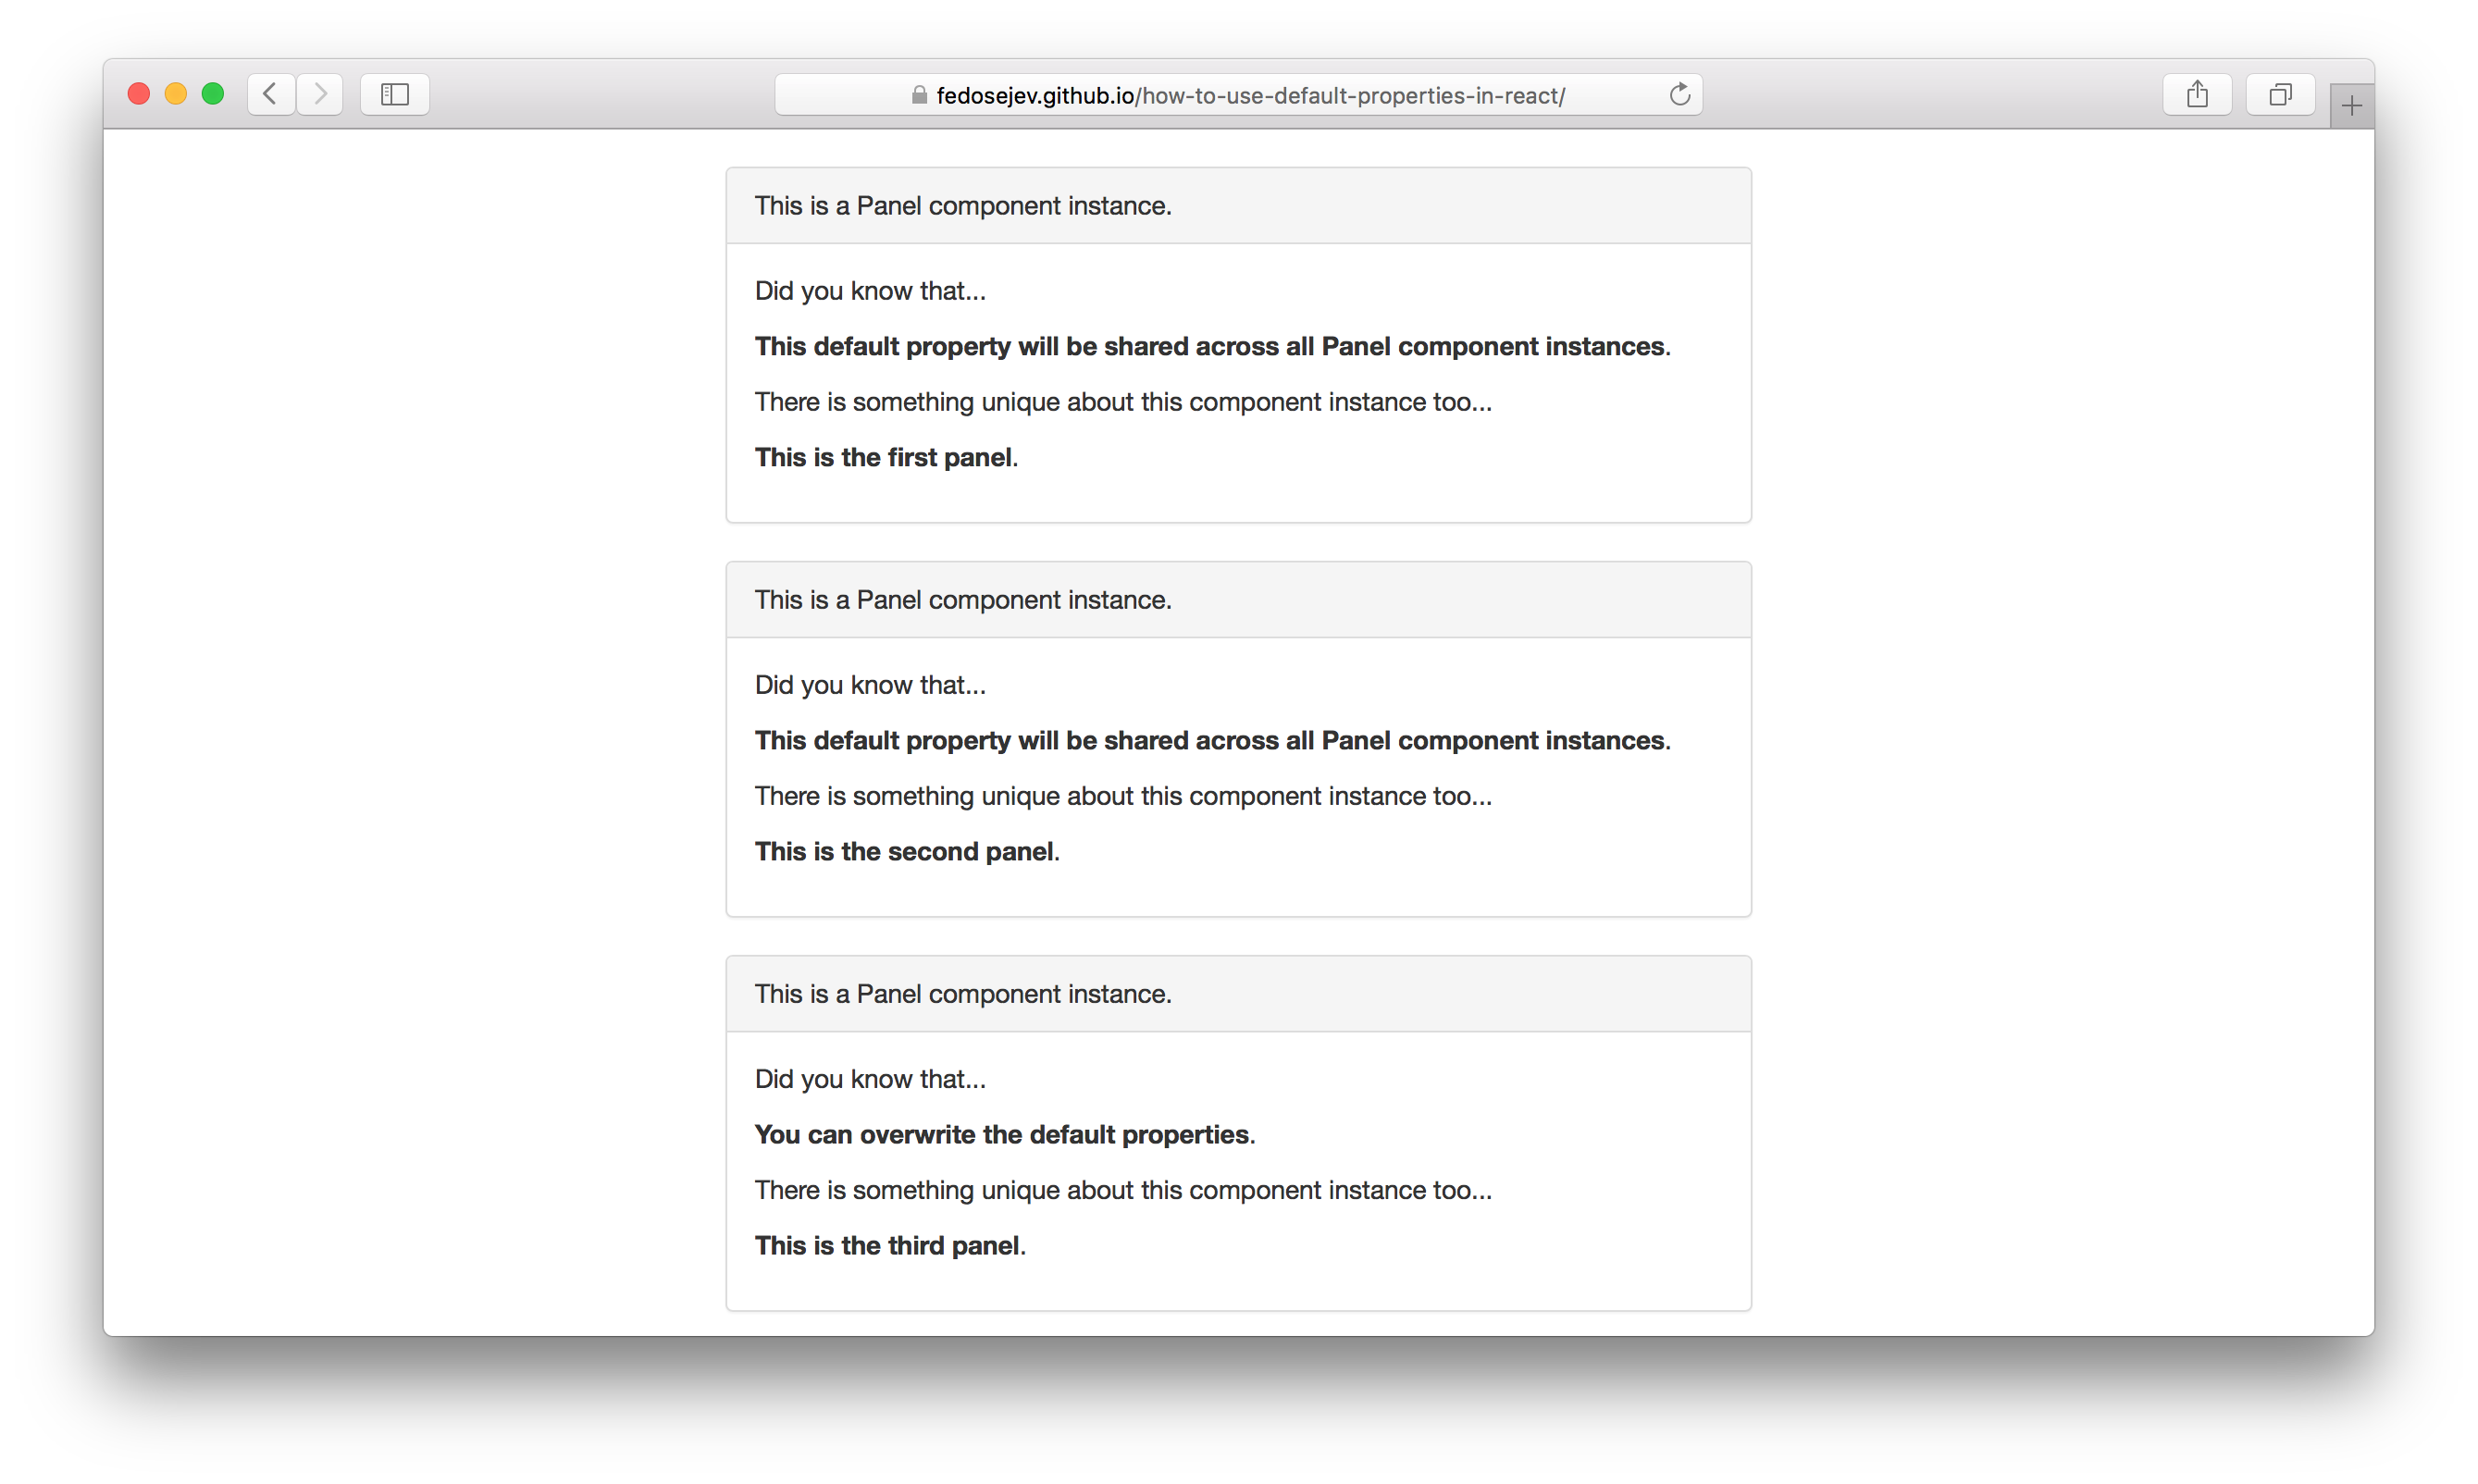 fedosejev.github.io/how-to-use-default-properties-in-react/
This is a Panel component instance.
Did you know that...
This default property will be shared across all Panel component instances.
There is something unique about this component instance too...
This is the first panel.
This is a Panel component instance.
Did you know that...
This default property will be shared across all Panel component instances.
There is something unique about this component instance too...
This is the second panel.
This is a Panel component instance.
Did you know that...
You can overwrite the default properties.
There is something unique about this component instance too...
This is the third panel.